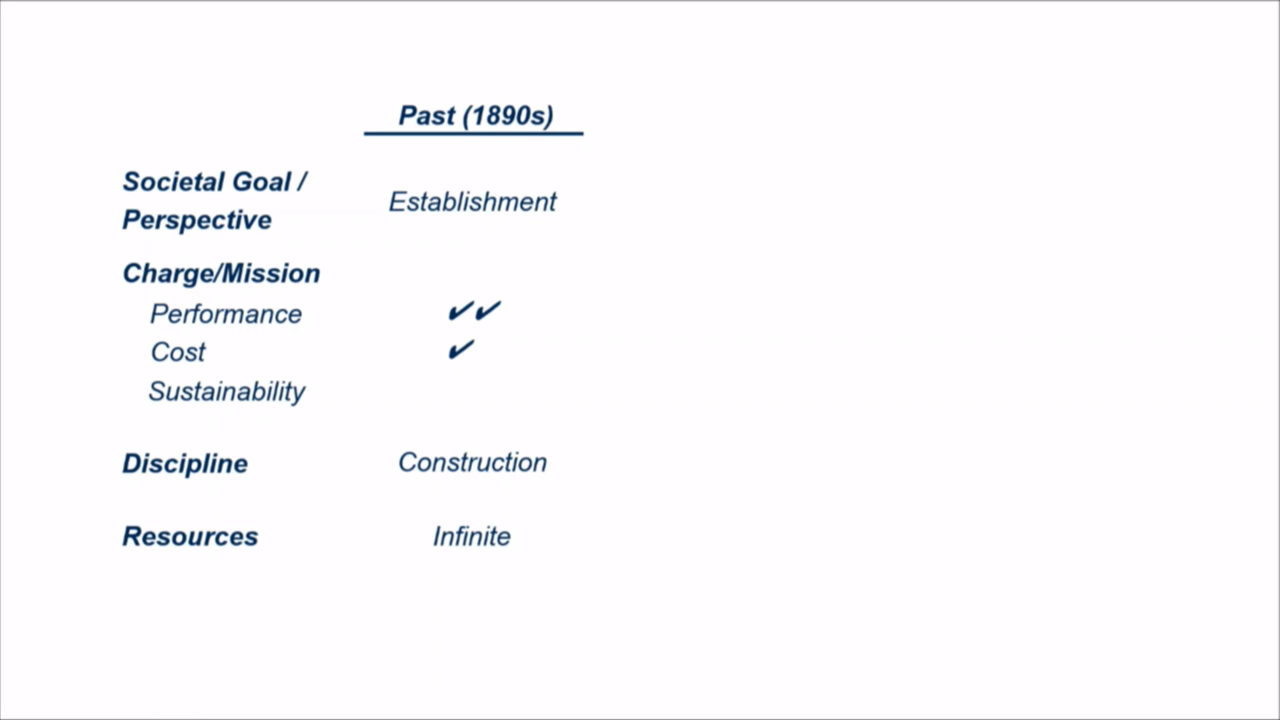 Past (1890s)
Societal Goal /
Perspective
Establishment
Charge/Mission
Performance ✔✔
Cost ✔
Sustainability
Discipline Construction
Resources Infinite